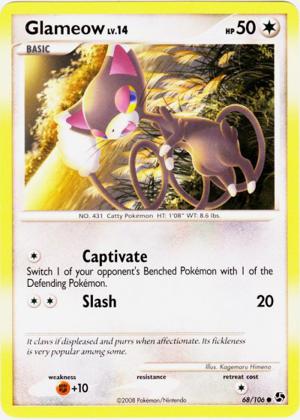 Glameow LV.14 HP 50
BASIC
NO. 431 Catty Pokémon HT: 1'08" WT: 8.6 lbs.
Captivate
Switch 1 of your opponent's Benched Pokémon with 1 of the
Defending Pokémon.
Slash 20
It claws if displeased and purrs when affectionate. Its fickleness
is very popular among some.
Illus. Kagemaru Himeno
weakness resistance retreat cost
+10
©2008 Pokémon/Nintendo 68/106